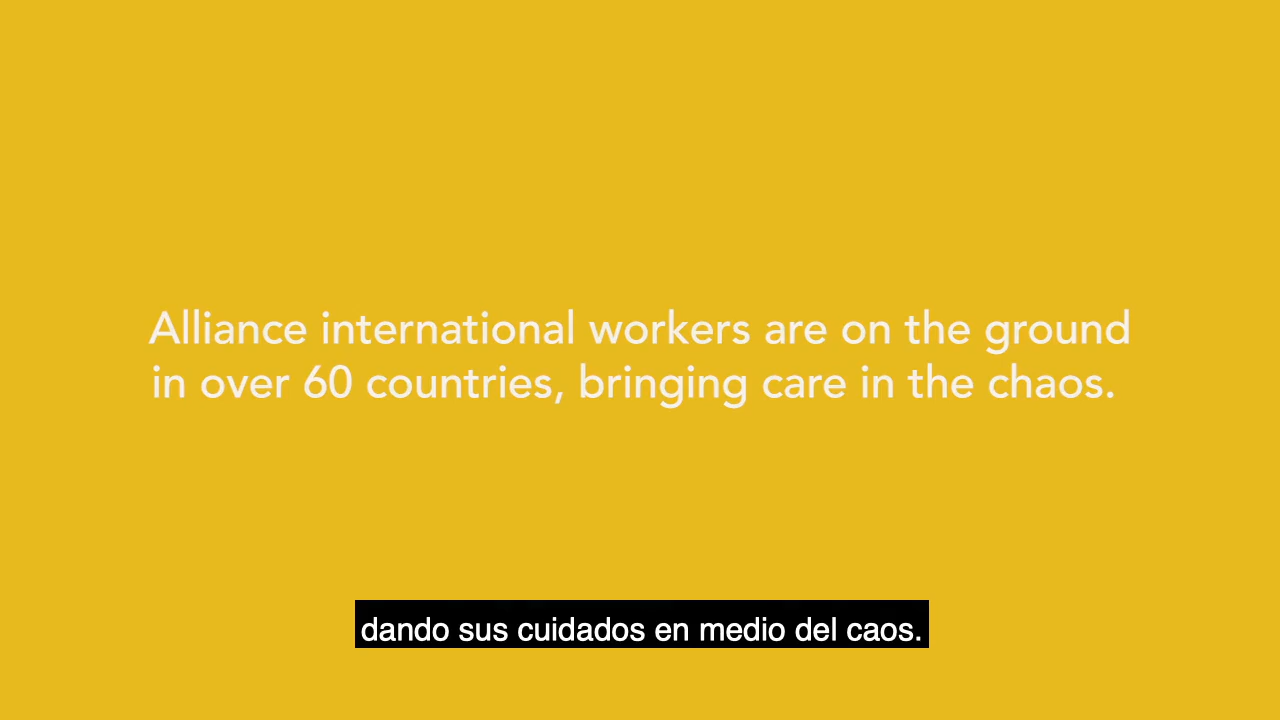 Alliance international workers are on the ground
in over 60 countries, bringing care in the chaos.
dando sus cuidados en medio del caos.